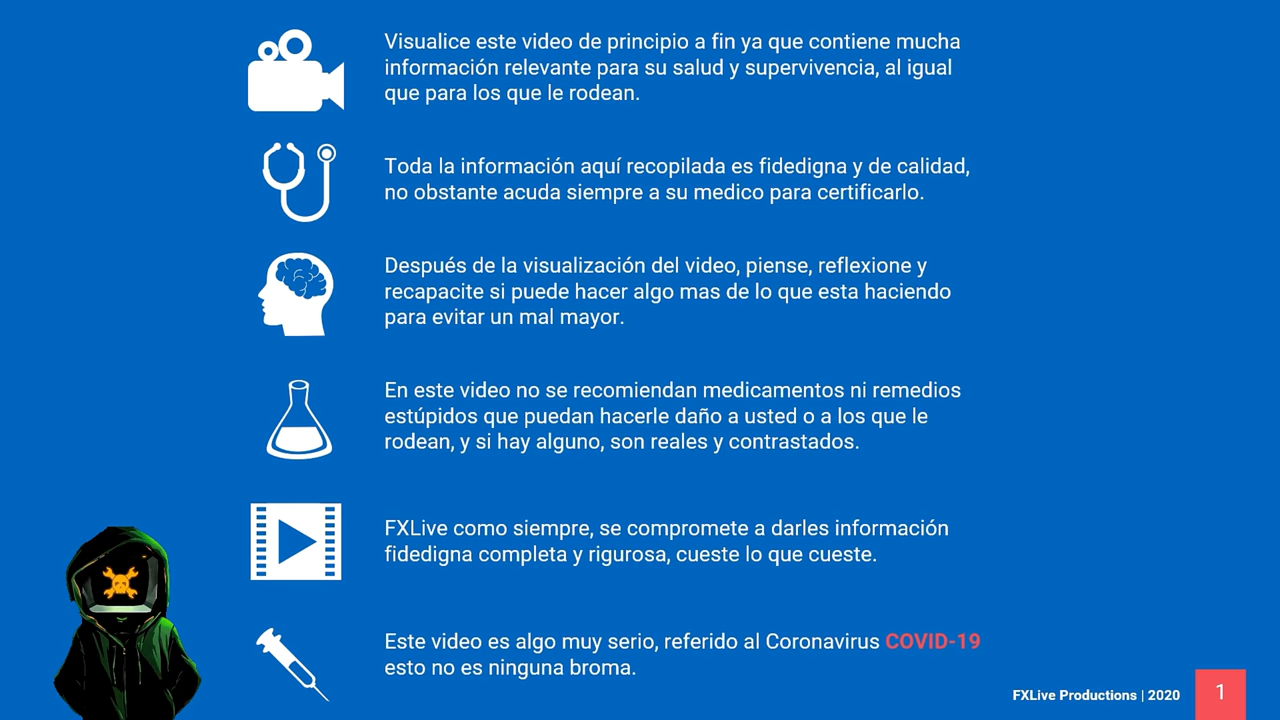 Visualice este video de principio a fin ya que contiene mucha
información relevante para su salud y supervivencia, al igual
que para los que le rodean.
Toda la información aquí recopilada es fidedigna y de calidad,
no obstante acuda siempre a su medico para certificarlo.
Después de la visualización del video, piense, reflexione y
recapacite si puede hacer algo mas de lo que esta haciendo
para evitar un mal mayor.
En este video no se recomiendan medicamentos ni remedios
estúpidos que puedan hacerle daño a usted o a los que le
rodean, y si hay alguno, son reales y contrastados.
FXLive como siempre, se compromete a darles información
fidedigna completa y rigurosa, cueste lo que cueste.
Este video es algo muy serio, referido al Coronavirus COVID-19
esto no es ninguna broma.
FXLive Productions | 2020
1